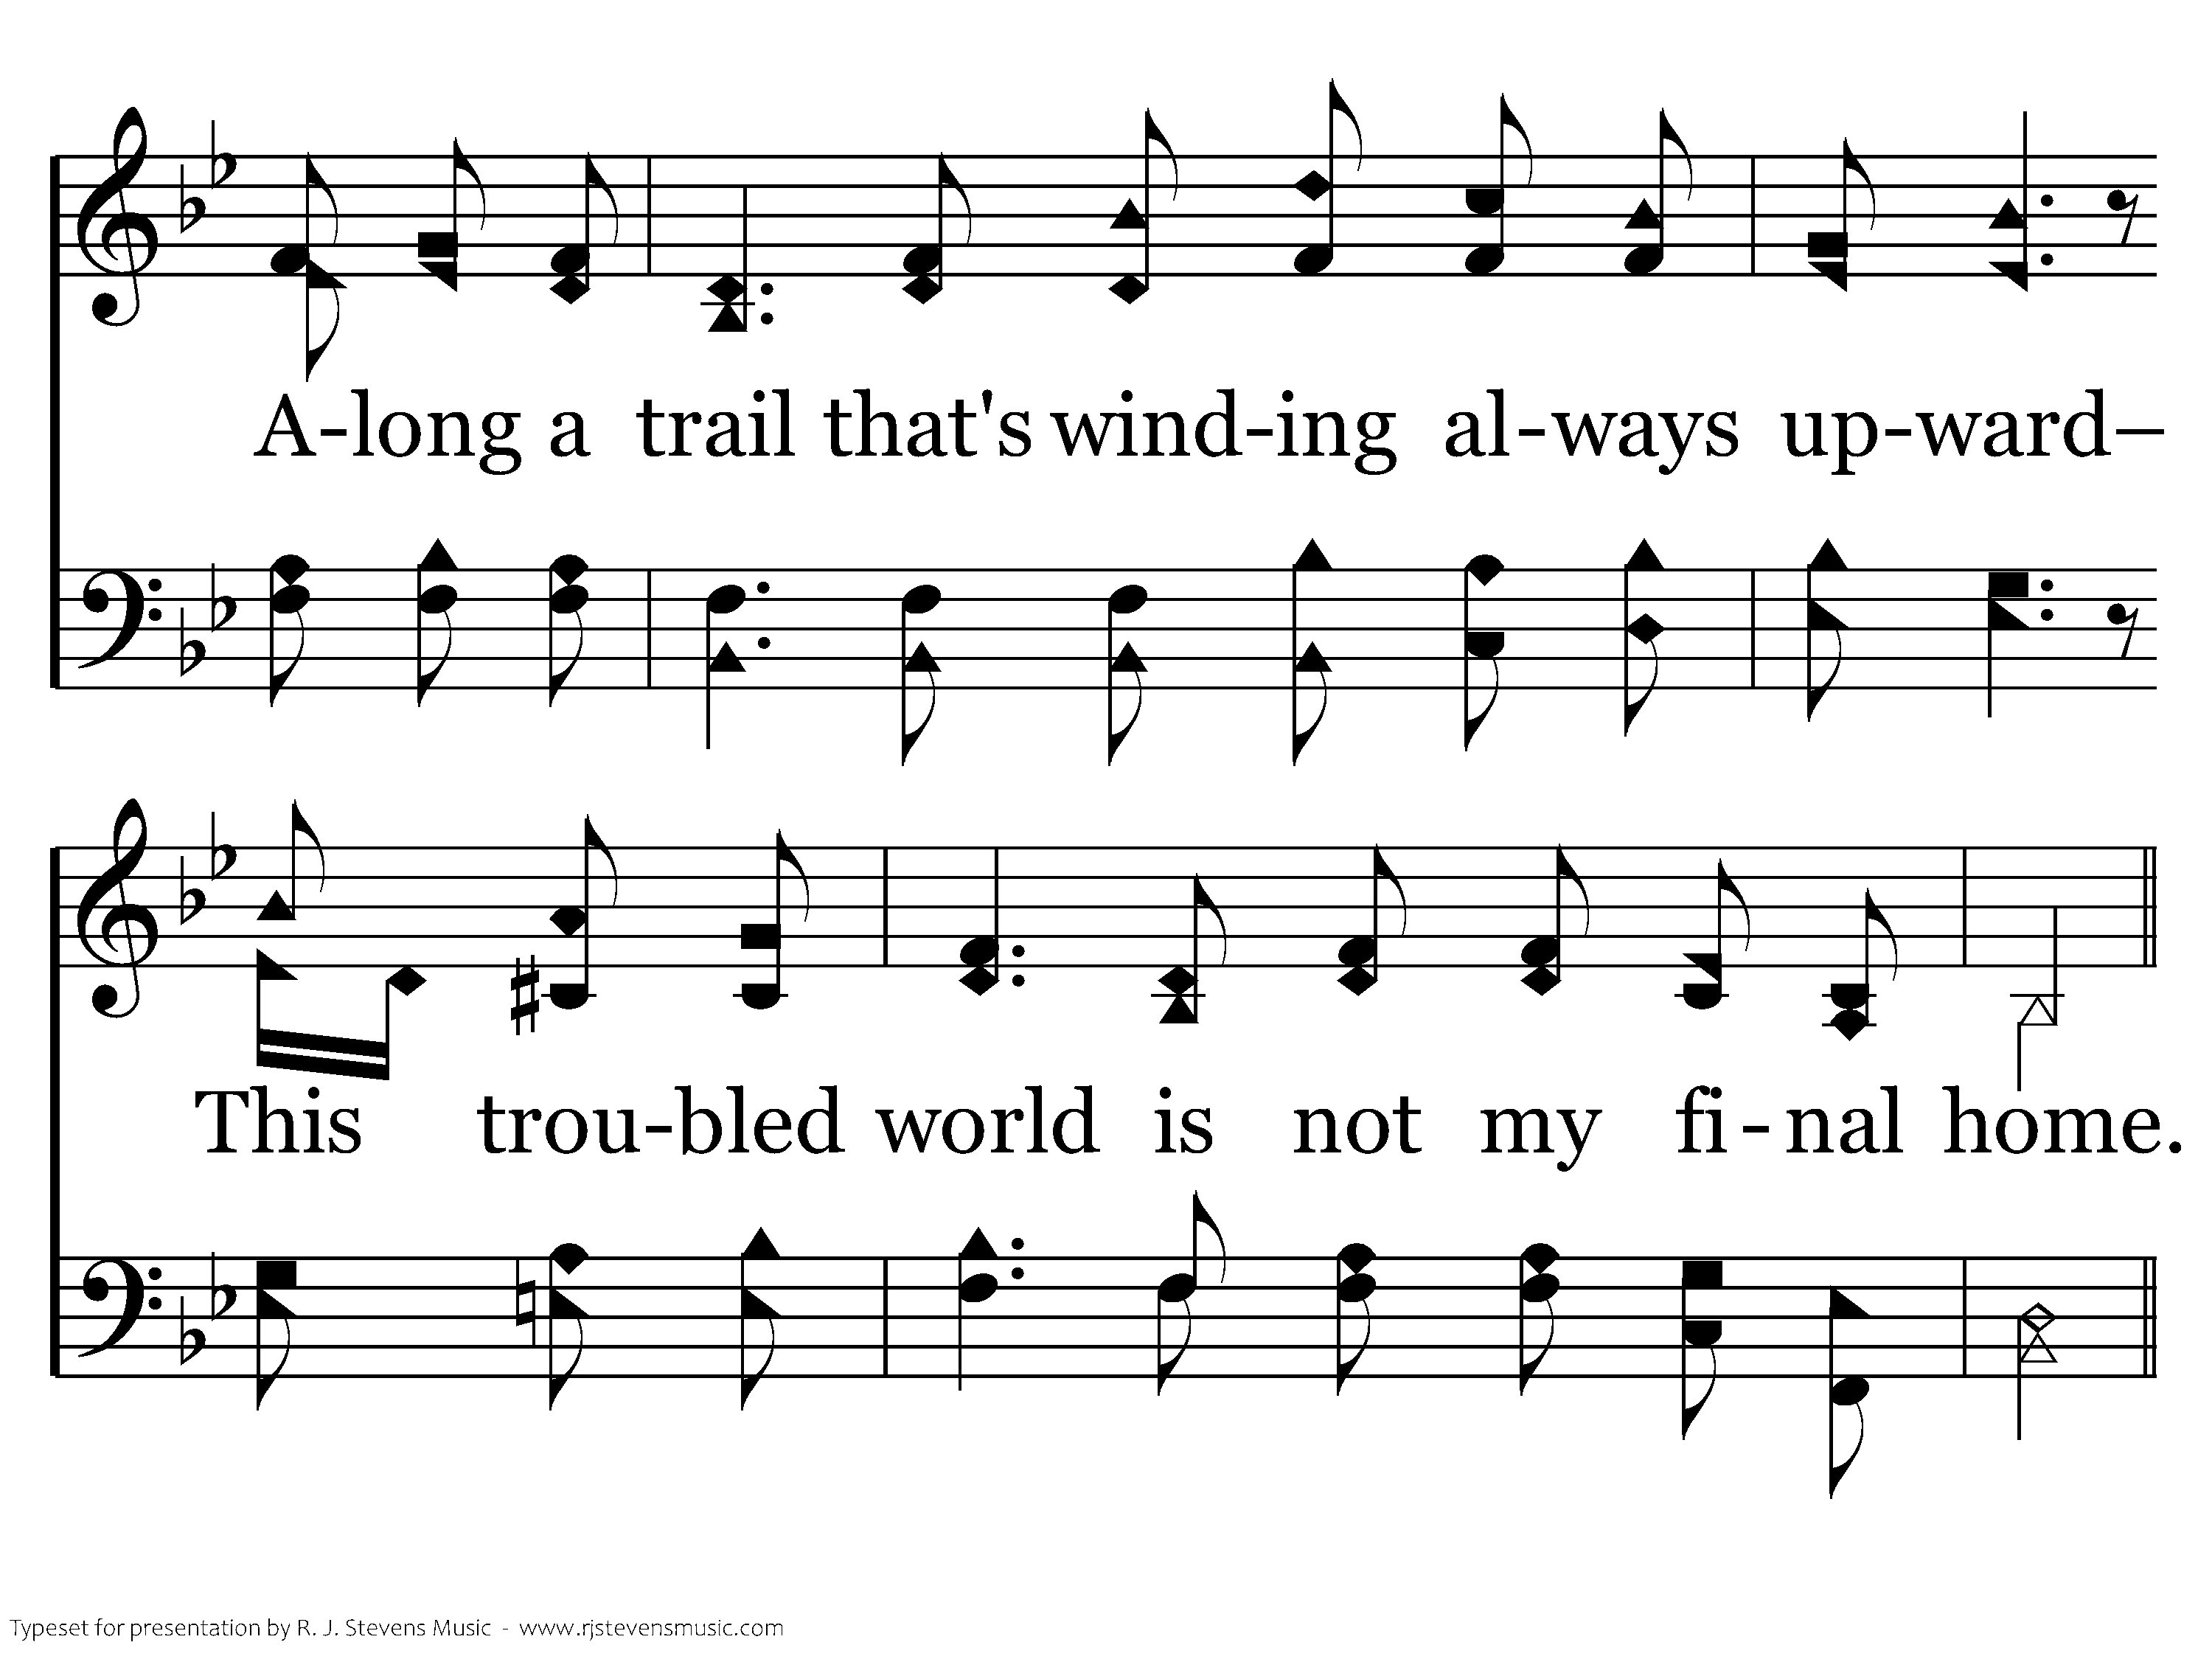 A-long a trail that's wind-ing al-ways up-ward–
This trou-bled world is not my fi-nal home.
Typeset for presentation by R. J. Stevens Music - www.rjstevensmusic.com